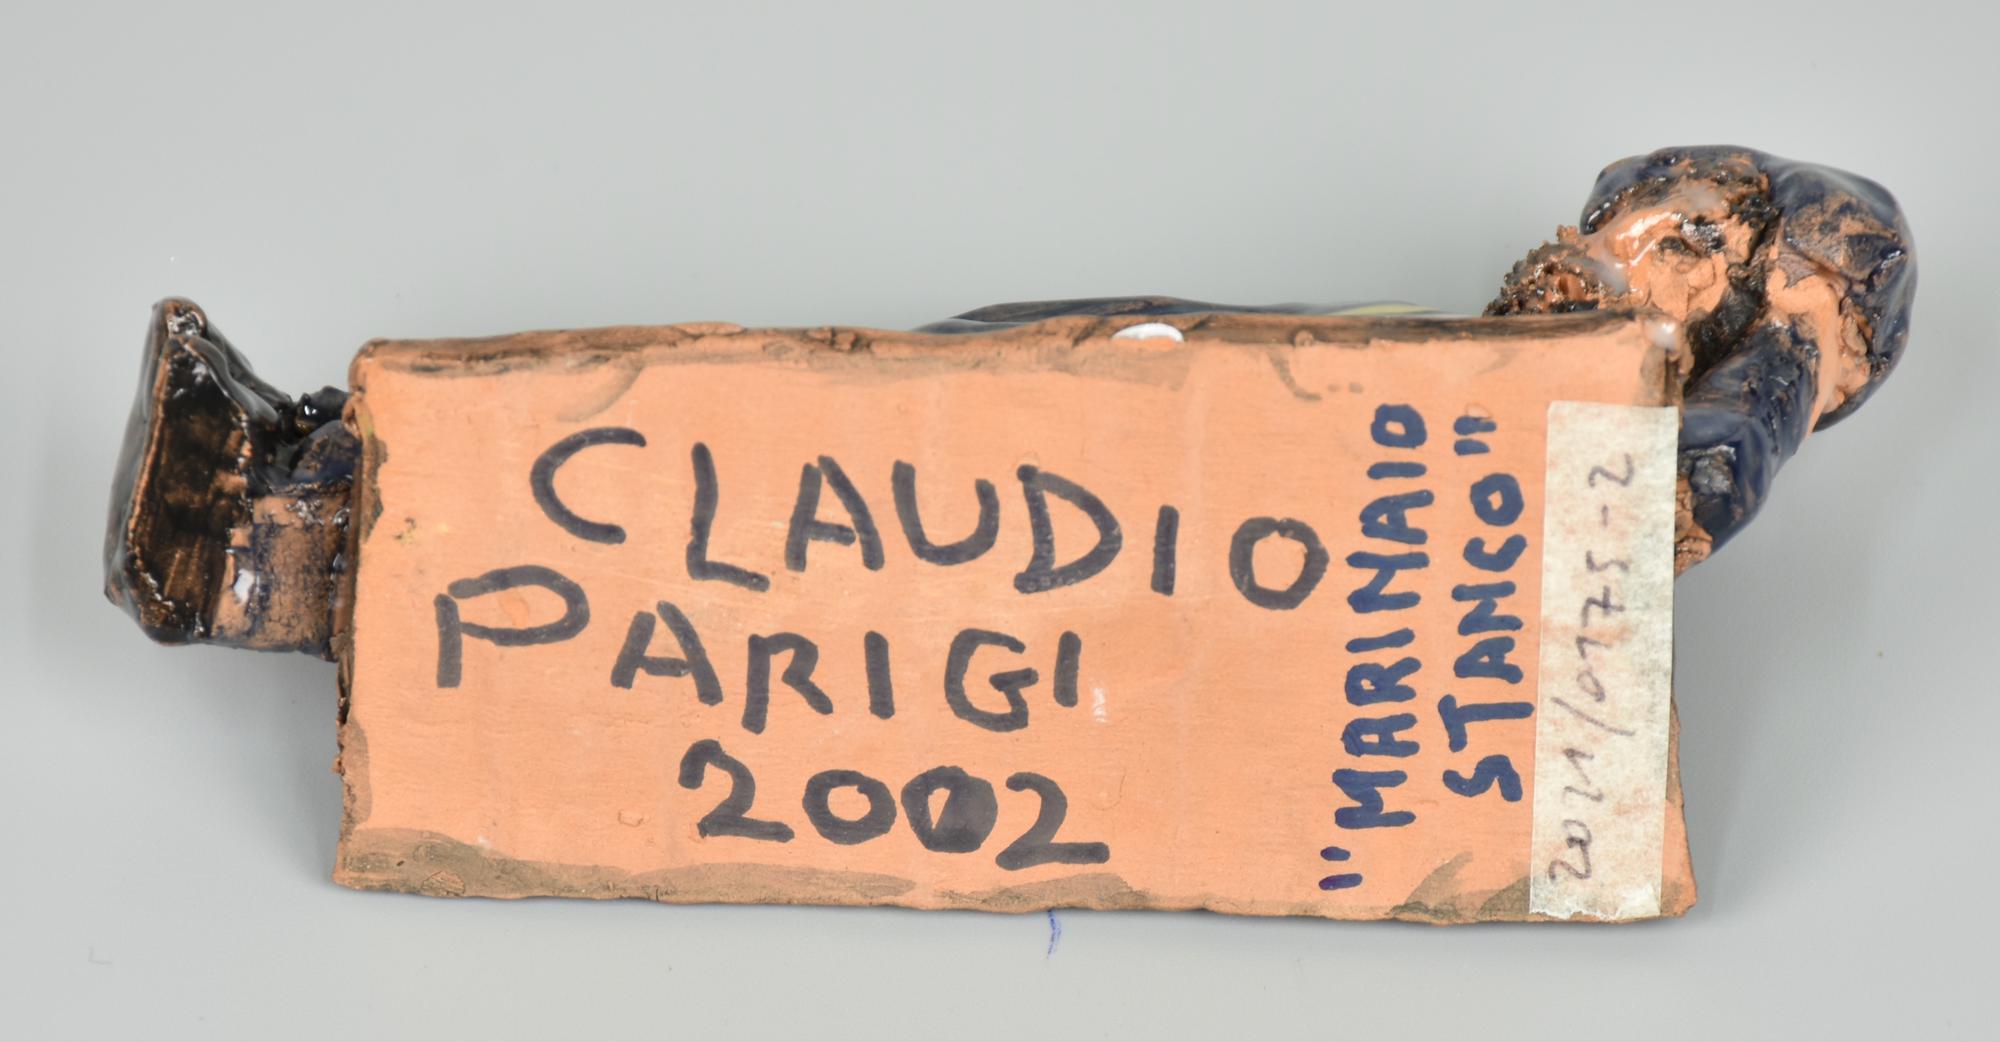 CLAUDIO
PARIGI
2002
"MARINAIO
STANCO"
2021/0175-2